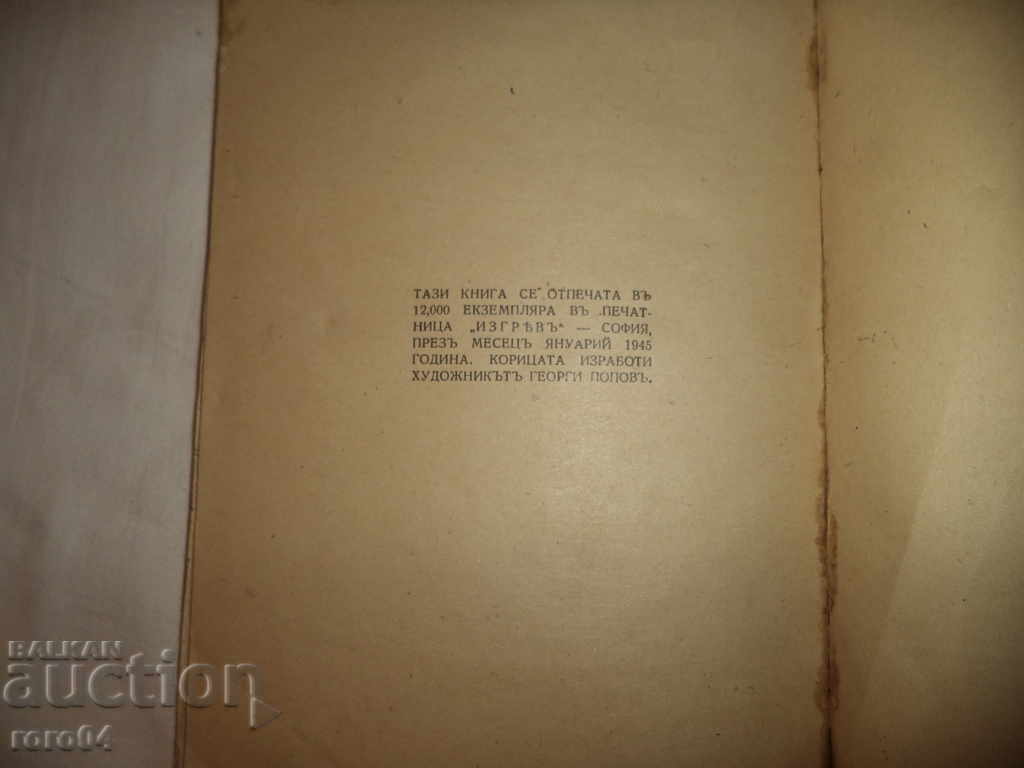 ТАЗИ КНИГА СЕ ОТПЕЧАТА ВЪ
12,000 ЕКЗЕМПЛЯРА ВЪ ПЕЧАТ-
НИЦА „ИЗГРѢВЪ“ — СОФИЯ,
ПРЕЗЪ МЕСЕЦЪ ЯНУАРИЙ 1945
ГОДИНА. КОРИЦАТА ИЗРАБОТИ
ХУДОЖНИКЪТЪ ГЕОРГИ ПОПОВЪ.
BALKAN
auction
roro04